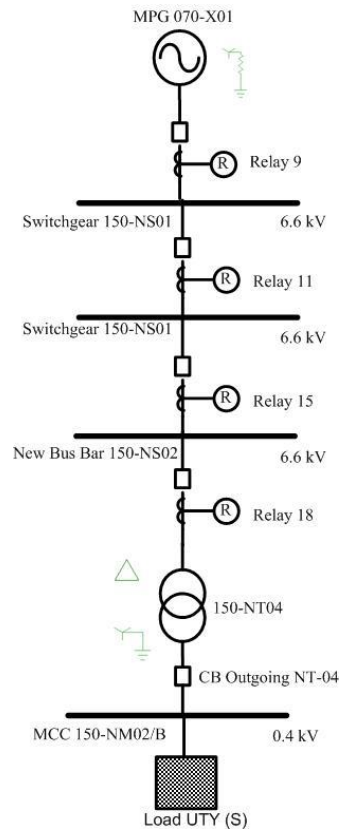 MPG 070-X01
R Relay 9
Switchgear 150-NS01 6.6 kV
R Relay 11
Switchgear 150-NS01 6.6 kV
R Relay 15
New Bus Bar 150-NS02 6.6 kV
R Relay 18
150-NT04
CB Outgoing NT-04
MCC 150-NM02/B 0.4 kV
Load UTY (S)